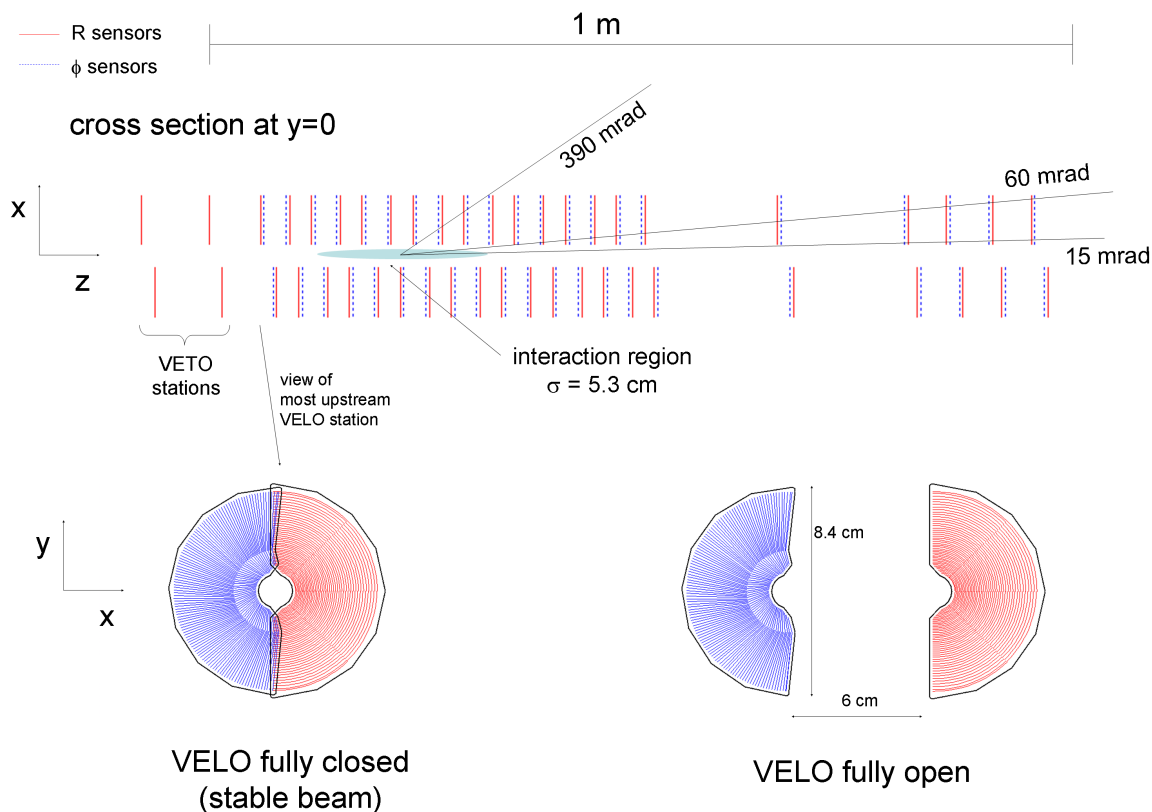 R sensors
ϕ sensors
1 m
cross section at y=0
390 mrad
60 mrad
15 mrad
x
z
VETO
stations
interaction region
σ = 5.3 cm
view of
most upstream
VELO station
y
x
8.4 cm
6 cm
VELO fully closed
(stable beam)
VELO fully open